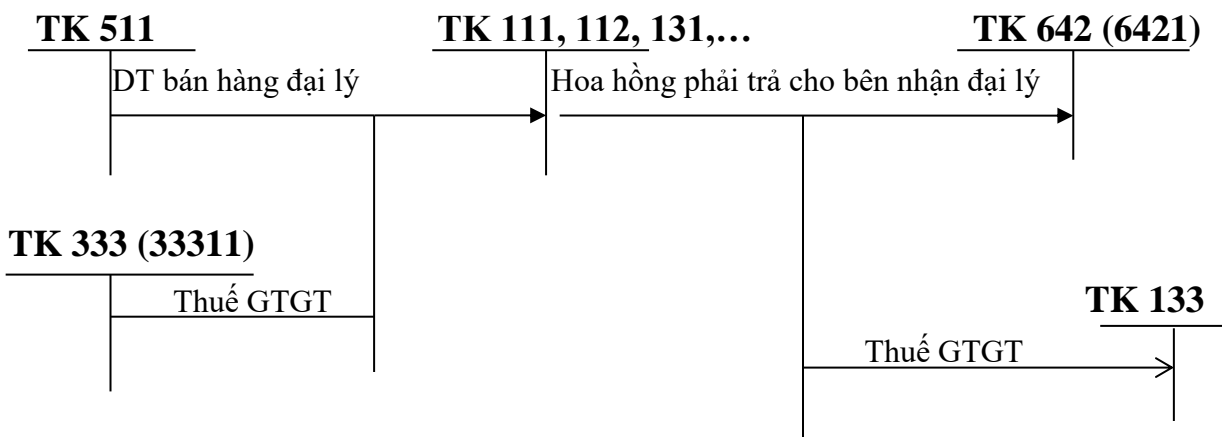 TK 511
TK 111, 112, 131,…
TK 642 (6421)
DT bán hàng đại lý
Hoa hồng phải trả cho bên nhận đại lý
TK 333 (33311)
Thuế GTGT
TK 133
Thuế GTGT